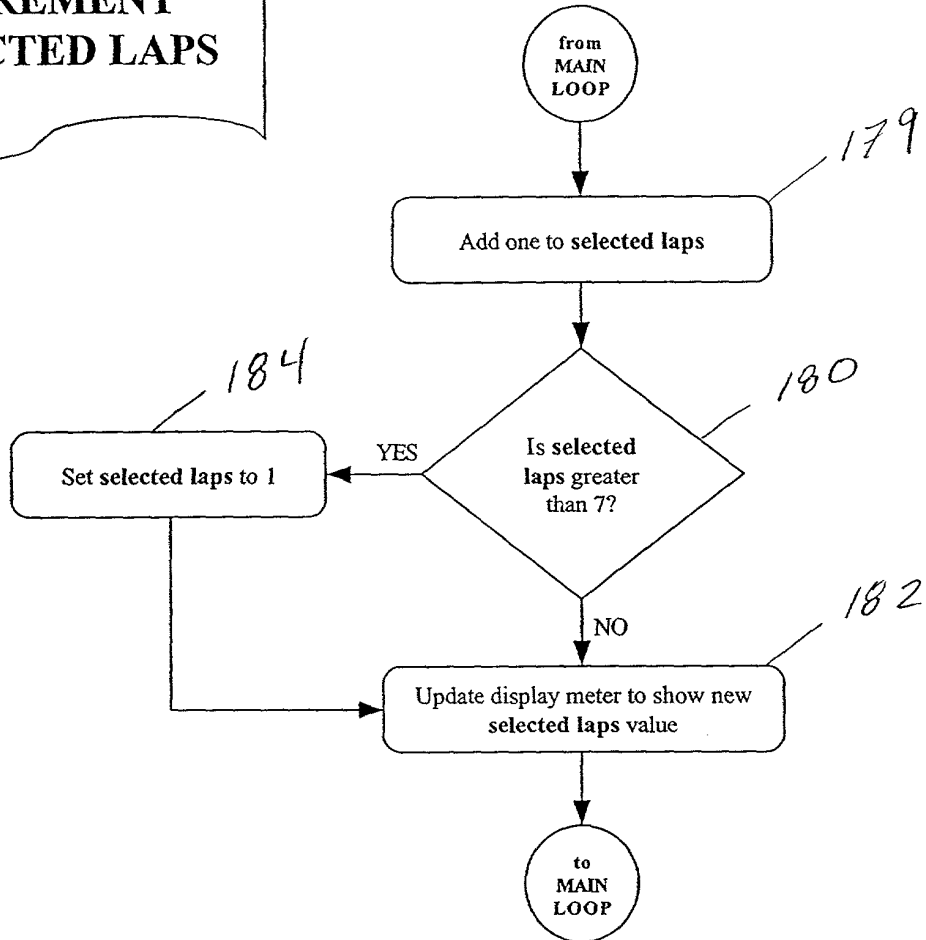 CTED LAPS
from
MAIN
LOOP
179
Add one to selected laps
184
180
YES
Set selected laps to 1
Is selected
laps greater
than 7?
182
NO
Update display meter to show new
selected laps value
to
MAIN
LOOP